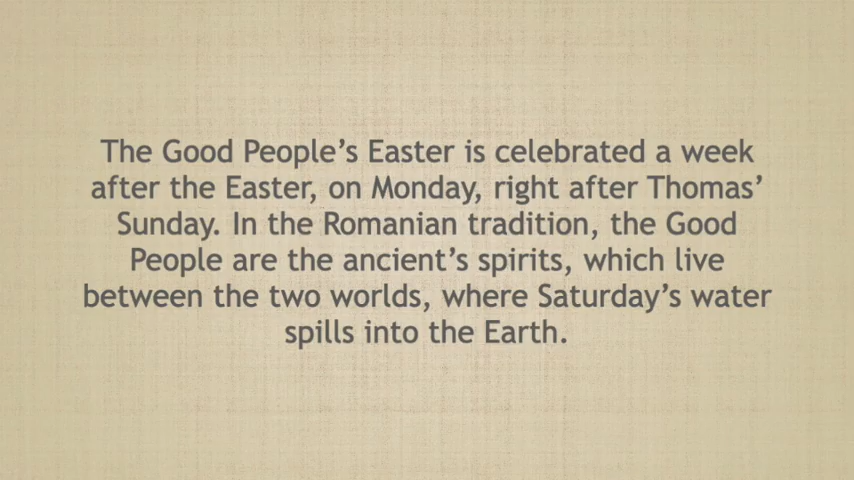 The Good People’s Easter is celebrated a week
after the Easter, on Monday, right after Thomas’
Sunday. In the Romanian tradition, the Good
People are the ancient’s spirits, which live
between the two worlds, where Saturday’s water
spills into the Earth.